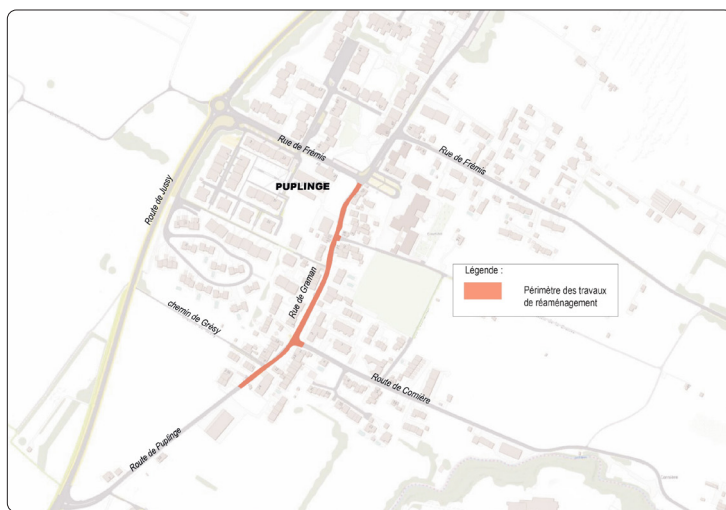 Rue de Frémis
Rue de Frémis
PUPLINGE
Route de Jussy
Rue de Graman
chemin de Grésy
Légende :
Périmètre des travaux
de réaménagement
Route de Cornière
Route de Puplinge